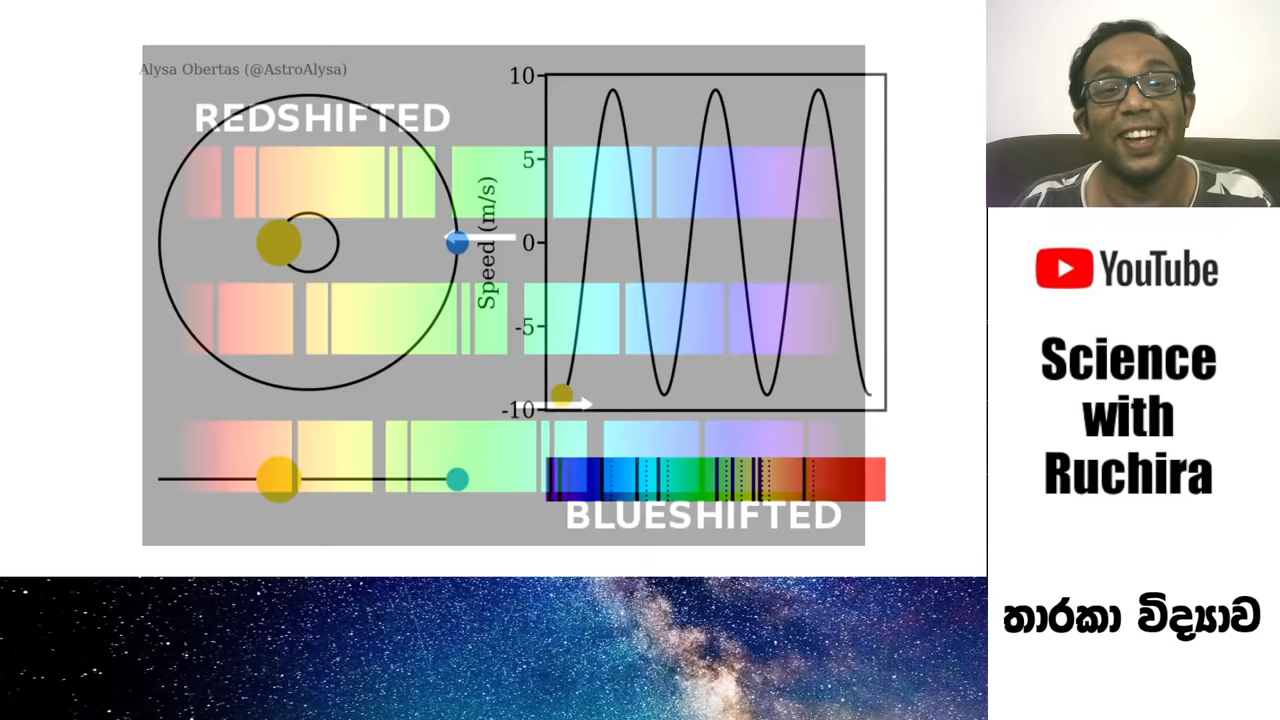 Alysa Obertas (@AstroAlysa)
REDSHIFTED
Speed (m/s)
10
5
0
-5
-10
BLUESHIFTED
YouTube
Science
with
Ruchira
තාරකා විද්‍යාව